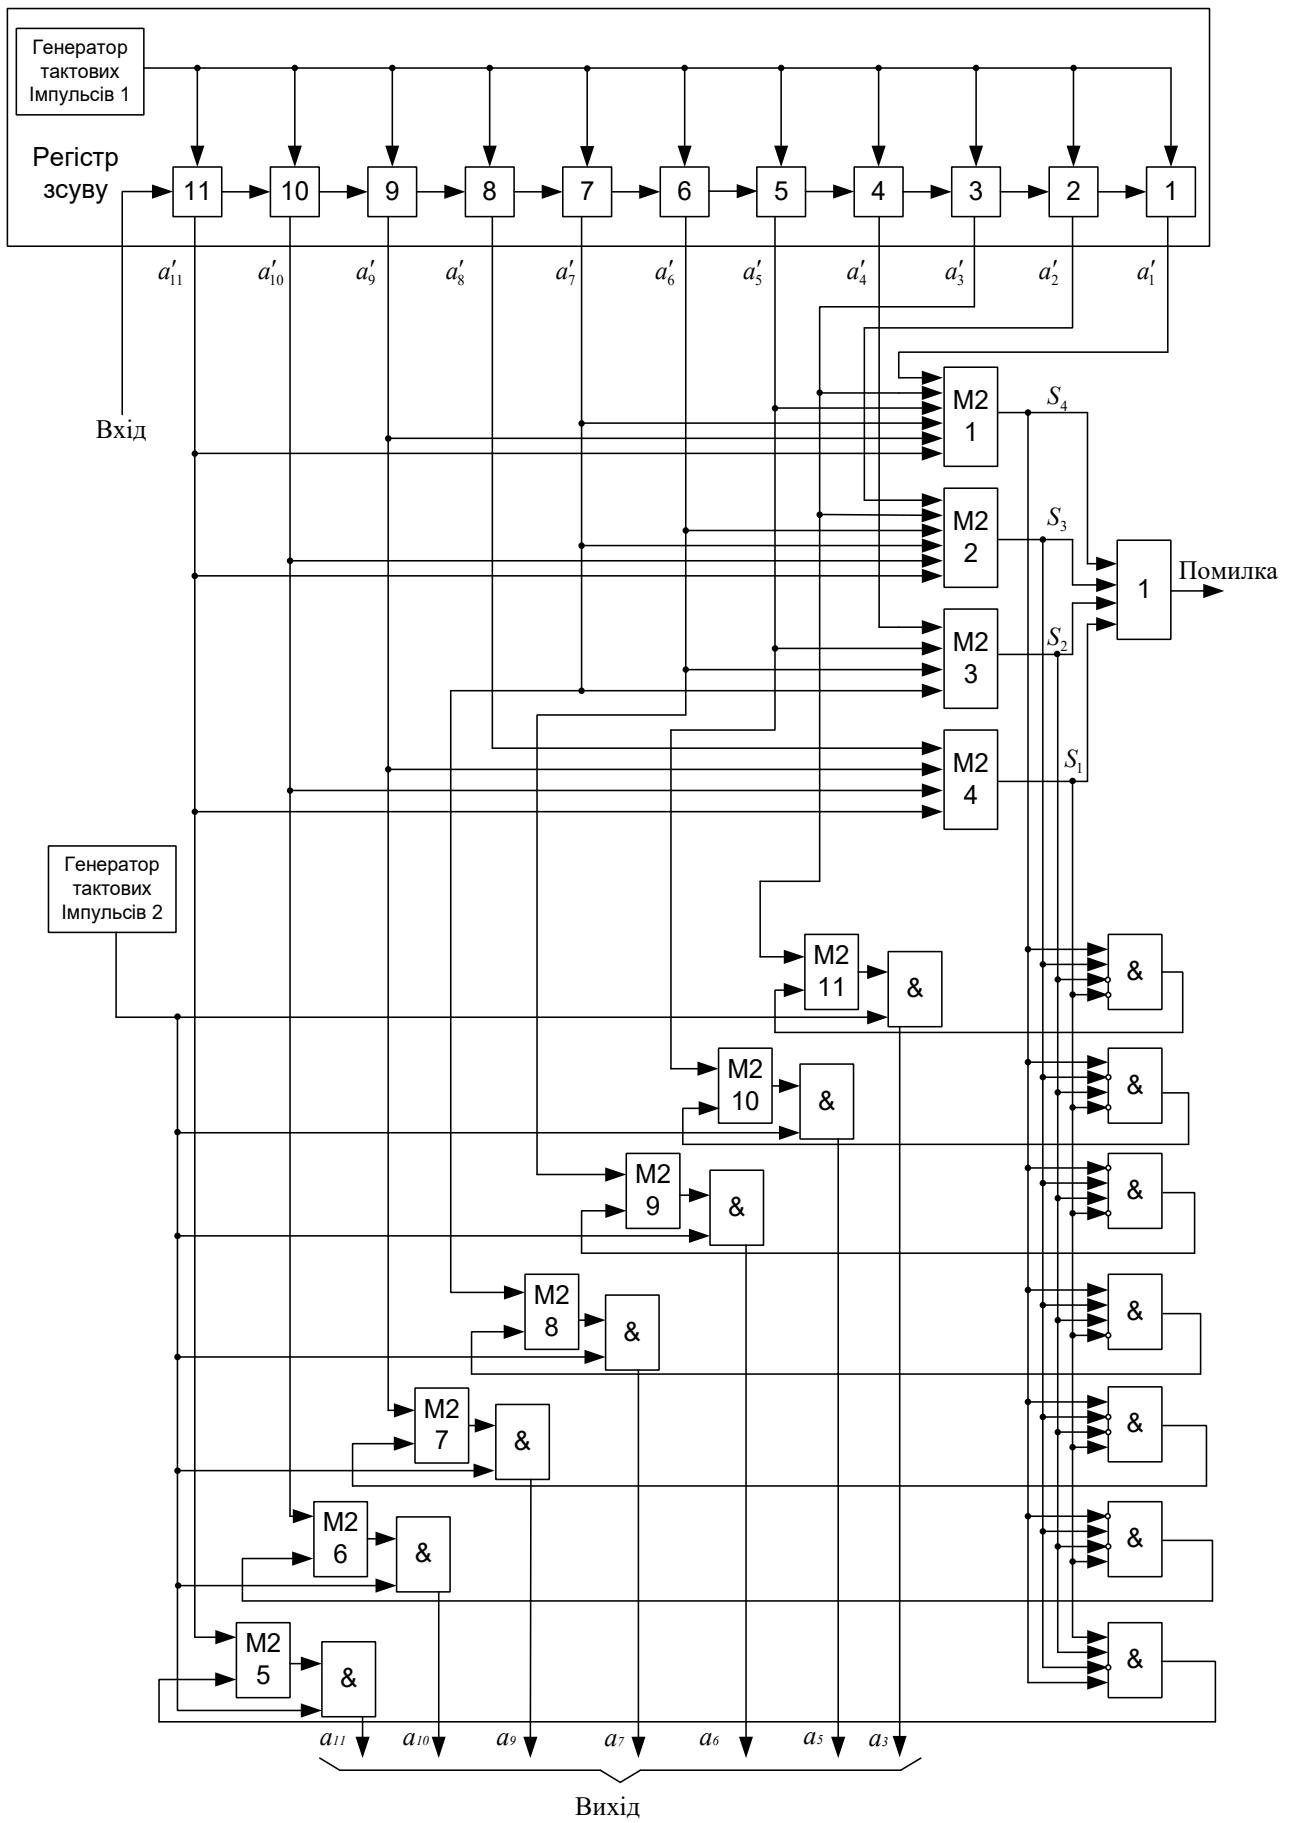 Генератор
тактових
Імпульсів 1
Регістр
зсуву
11 10 9 8 7 6 5 4 3 2 1
a′11 a′10 a′9 a′8 a′7 a′6 a′5 a′4 a′3 a′2 a′1
Вхід
M2
1
S4
M2
2
S3
1
Помилка
M2
3
S2
M2
4
S1
Генератор
тактових
Імпульсів 2
M2
11
&
&
M2
10
&
&
M2
9
&
&
M2
8
&
&
M2
7
&
&
M2
6
&
&
M2
5
&
&
a11 a10 a9 a7 a6 a5 a3
Вихід